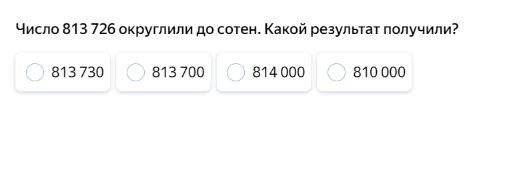 Число 813 726 округлили до сотен. Какой результат получили?
813 730 813 700 814 000 810 000